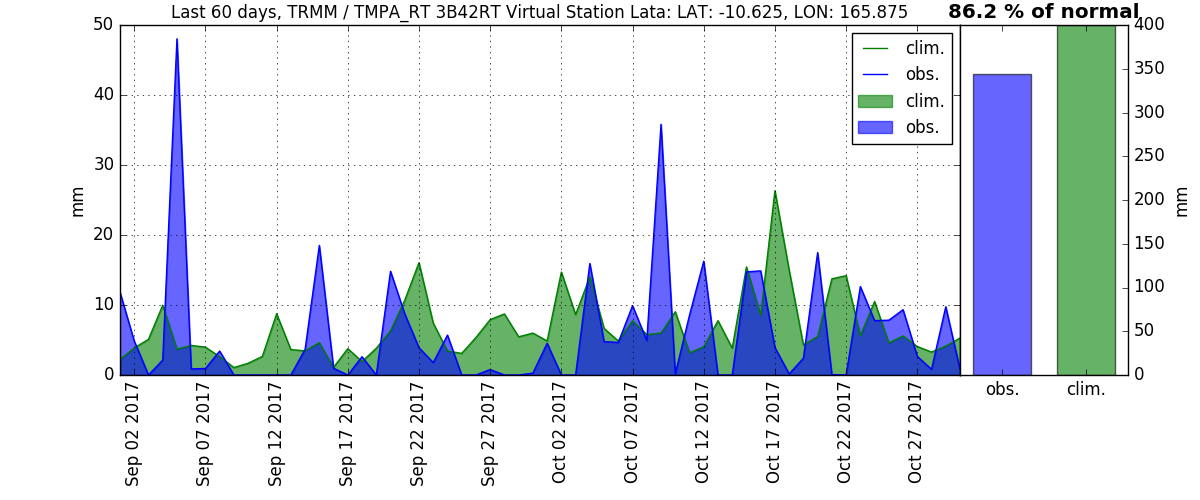 Last 60 days, TRMM / TMPA_RT 3B42RT Virtual Station Lata: LAT: -10.625, LON: 165.875
86.2 % of normal
50
40
30
20
10
0
mm
clim.
obs.
clim.
obs.
400
350
300
250
200
150
100
50
0
mm
obs.
clim.
Sep 02 2017
Sep 07 2017
Sep 12 2017
Sep 17 2017
Sep 22 2017
Sep 27 2017
Oct 02 2017
Oct 07 2017
Oct 12 2017
Oct 17 2017
Oct 22 2017
Oct 27 2017